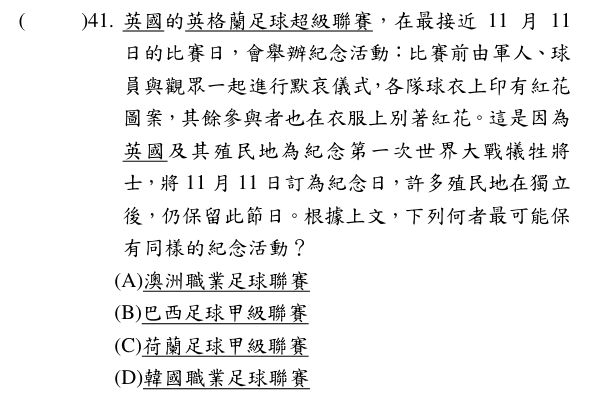 (　　)41. 英國的英格蘭足球超級聯賽，在最接近 11 月 11
日的比賽日，會舉辦紀念活動：比賽前由軍人、球
員與觀眾一起進行默哀儀式，各隊球衣上印有紅花
圖案，其餘參與者也在衣服上別著紅花。這是因為
英國及其殖民地為紀念第一次世界大戰犧牲將
士，將 11 月 11 日訂為紀念日，許多殖民地在獨立
後，仍保留此節日。根據上文，下列何者最可能保
有同樣的紀念活動？
(A)澳洲職業足球聯賽
(B)巴西足球甲級聯賽
(C)荷蘭足球甲級聯賽
(D)韓國職業足球聯賽